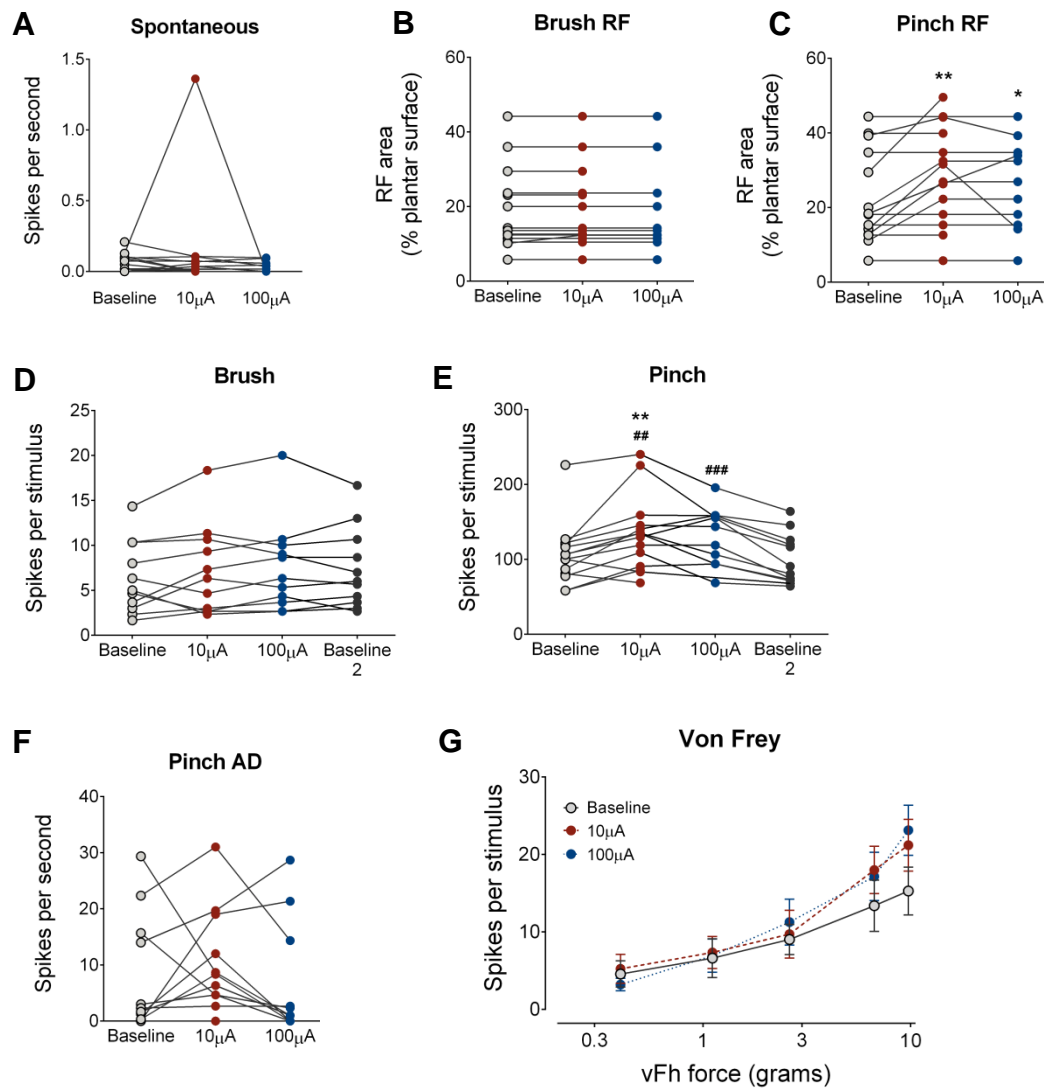 A
Spontaneous
Spikes per second
1.5
1.0
0.5
0.0
Baseline 10µA 100µA
B
Brush RF
RF area
(% plantar surface)
60
40
20
0
Baseline 10µA 100µA
C
Pinch RF
RF area
(% plantar surface)
60
40
20
0
**
*
Baseline 10µA 100µA
D
Brush
Spikes per stimulus
25
20
15
10
5
0
Baseline 10µA 100µA Baseline
2
E
Pinch
Spikes per stimulus
300
200
100
0
**
##
###
Baseline 10µA 100µA Baseline
2
F
Pinch AD
Spikes per second
40
30
20
10
0
Baseline 10µA 100µA
G
Von Frey
Spikes per stimulus
30
20
10
0
Baseline
10µA
100µA
0.3 1 3 10
vFh force (grams)